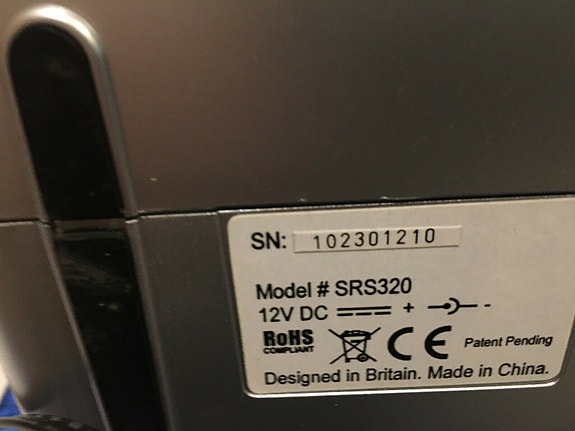 SN: 102301210
Model # SRS320
12V DC + -
RoHS
COMPLIANT
CE Patent Pending
Designed in Britain. Made in China.